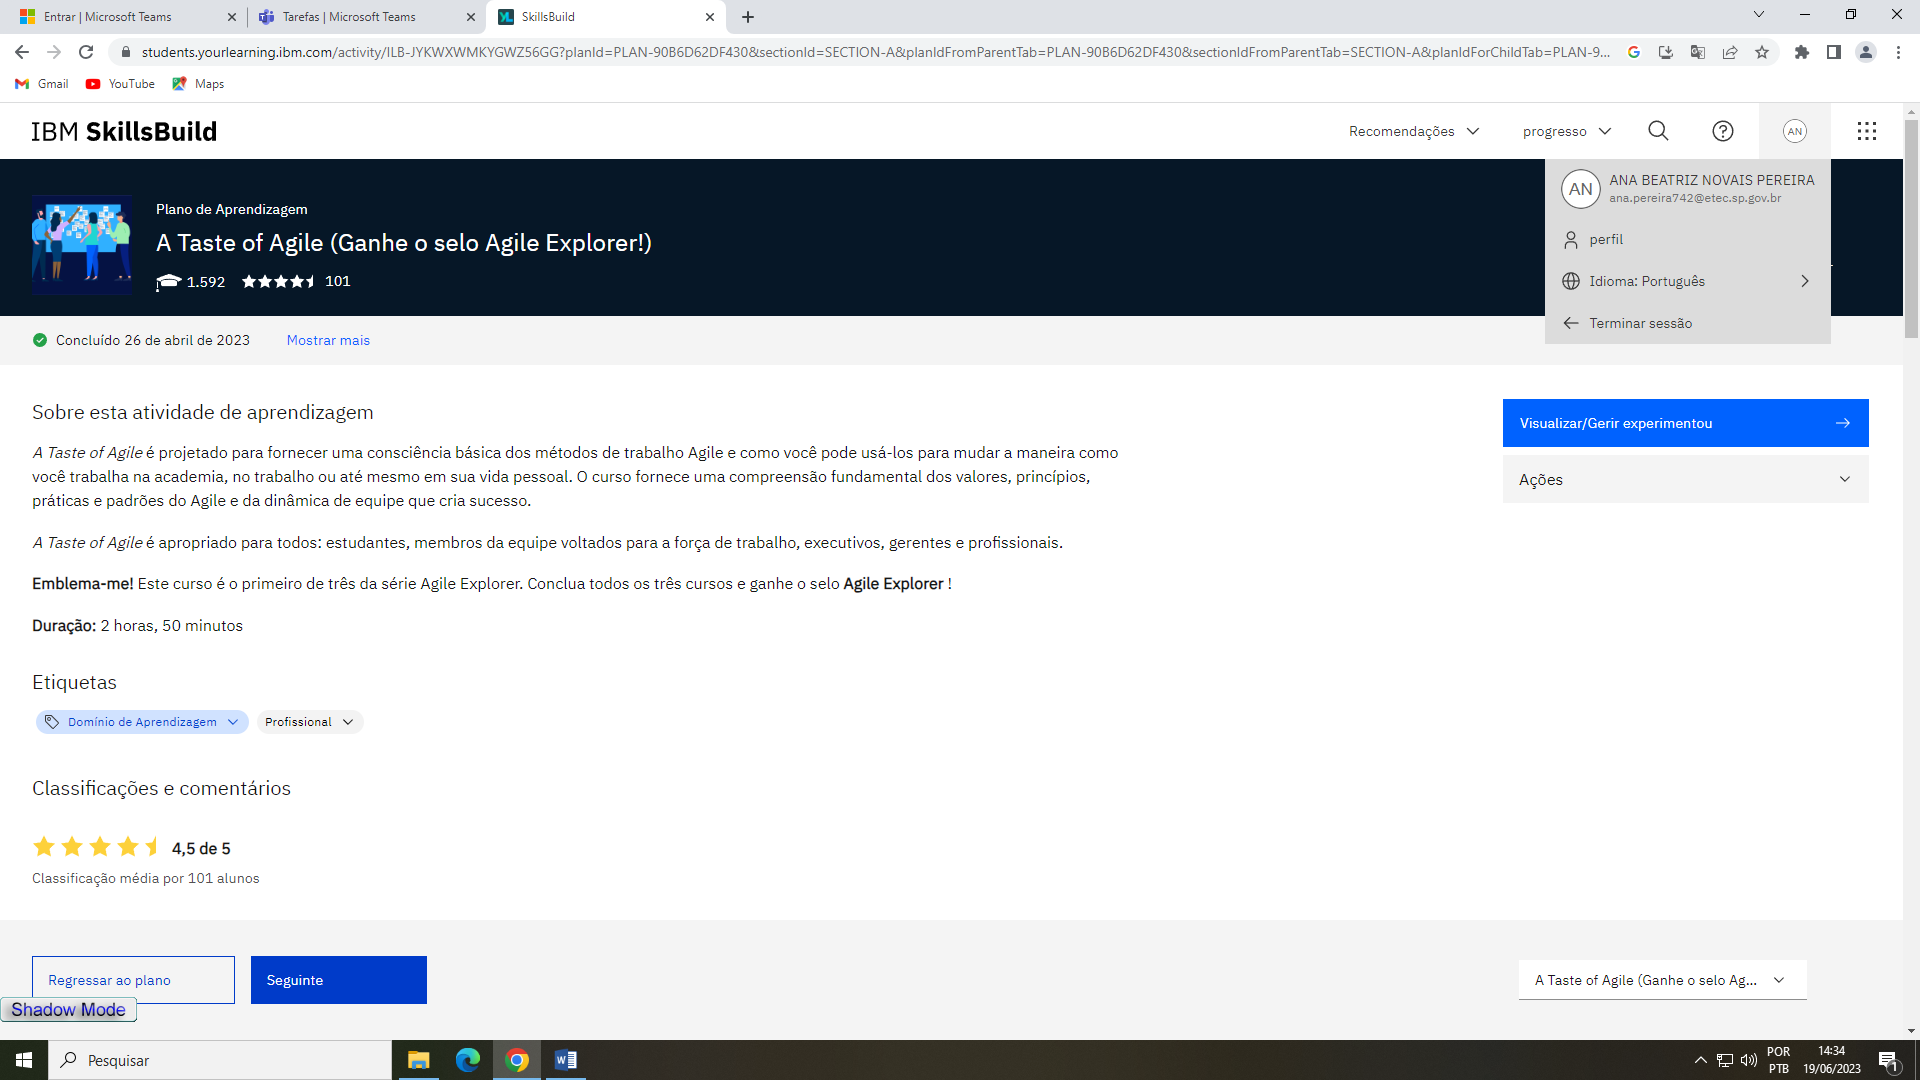 Entrar | Microsoft Teams
Tarefas | Microsoft Teams
SkillsBuild
students.yourlearning.ibm.com/activity/ILB-JYKWXWMKYGWZ56GG?planId=PLAN-90B6D62DF430&sectionId=SECTION-A&planIdFromParentTab=PLAN-90B6D62DF430&sectionIdFromParentTab=SECTION-A&planIdForChildTab=PLAN-9...
Gmail
YouTube
Maps
IBM SkillsBuild
Recomendações
progresso
AN
AN
ANA BEATRIZ NOVAIS PEREIRA
ana.pereira742@etec.sp.gov.br
perfil
Idioma: Português
Terminar sessão
Plano de Aprendizagem
A Taste of Agile (Ganhe o selo Agile Explorer!)
1.592
101
Concluído 26 de abril de 2023
Mostrar mais
Sobre esta atividade de aprendizagem
A Taste of Agile é projetado para fornecer uma consciência básica dos métodos de trabalho Agile e como você pode usá-los para mudar a maneira como
você trabalha na academia, no trabalho ou até mesmo em sua vida pessoal. O curso fornece uma compreensão fundamental dos valores, princípios,
práticas e padrões do Agile e da dinâmica de equipe que cria sucesso.
A Taste of Agile é apropriado para todos: estudantes, membros da equipe voltados para a força de trabalho, executivos, gerentes e profissionais.
Emblema-me! Este curso é o primeiro de três da série Agile Explorer. Conclua todos os três cursos e ganhe o selo Agile Explorer !
Duração: 2 horas, 50 minutos
Visualizar/Gerir experimentou
Ações
Etiquetas
Domínio de Aprendizagem
Profissional
Classificações e comentários
4,5 de 5
Classificação média por 101 alunos
Regressar ao plano
Seguinte
A Taste of Agile (Ganhe o selo Ag...
Shadow Mode
Pesquisar
POR
PTB
14:34
19/06/2023
1